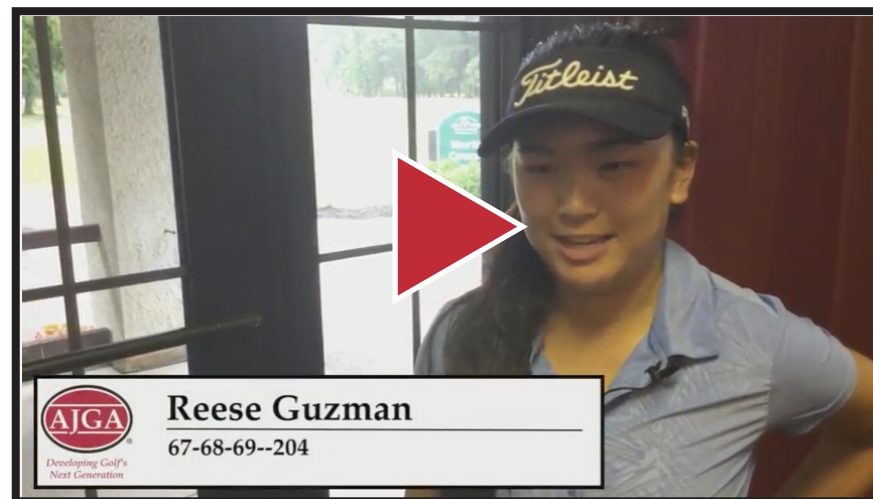 Titleist
AJGA
®
Developing Golf's
Next Generation
Reese Guzman
67-68-69--204